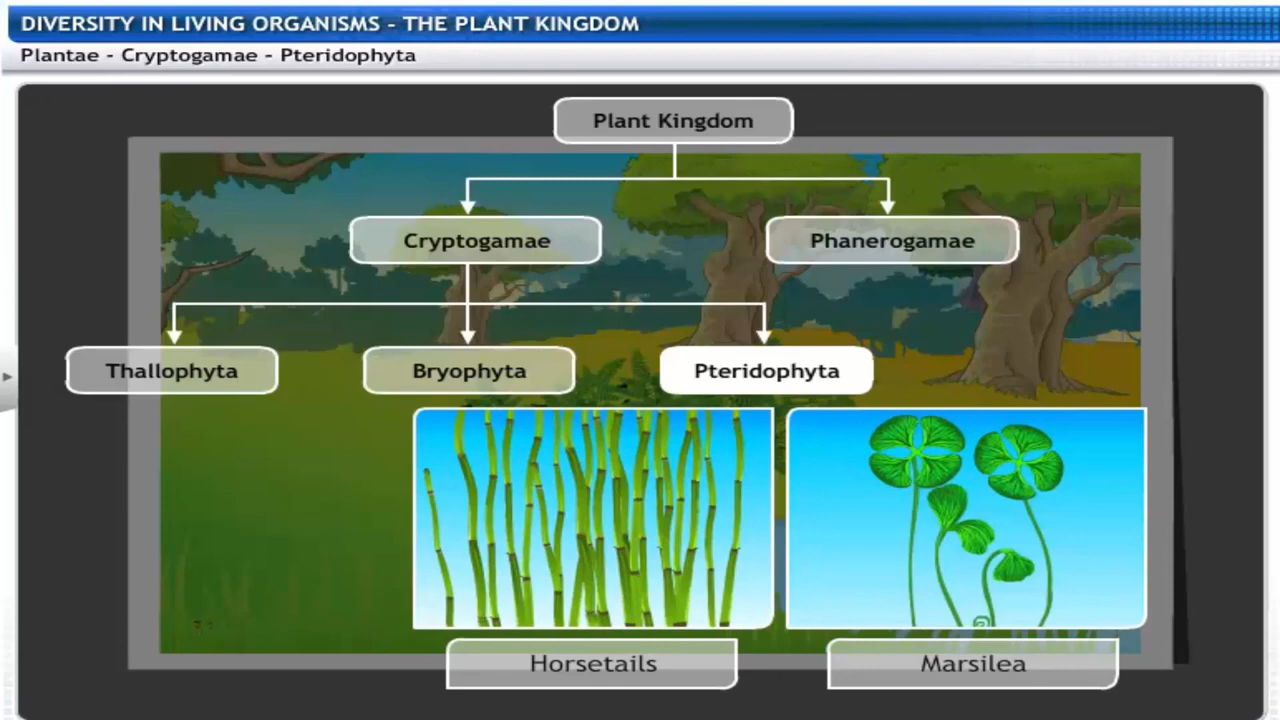 DIVERSITY IN LIVING ORGANISMS - THE PLANT KINGDOM
Plantae - Cryptogamae - Pteridophyta
Plant Kingdom
Cryptogamae
Phanerogamae
Thallophyta
Bryophyta
Pteridophyta
Horsetails
Marsilea